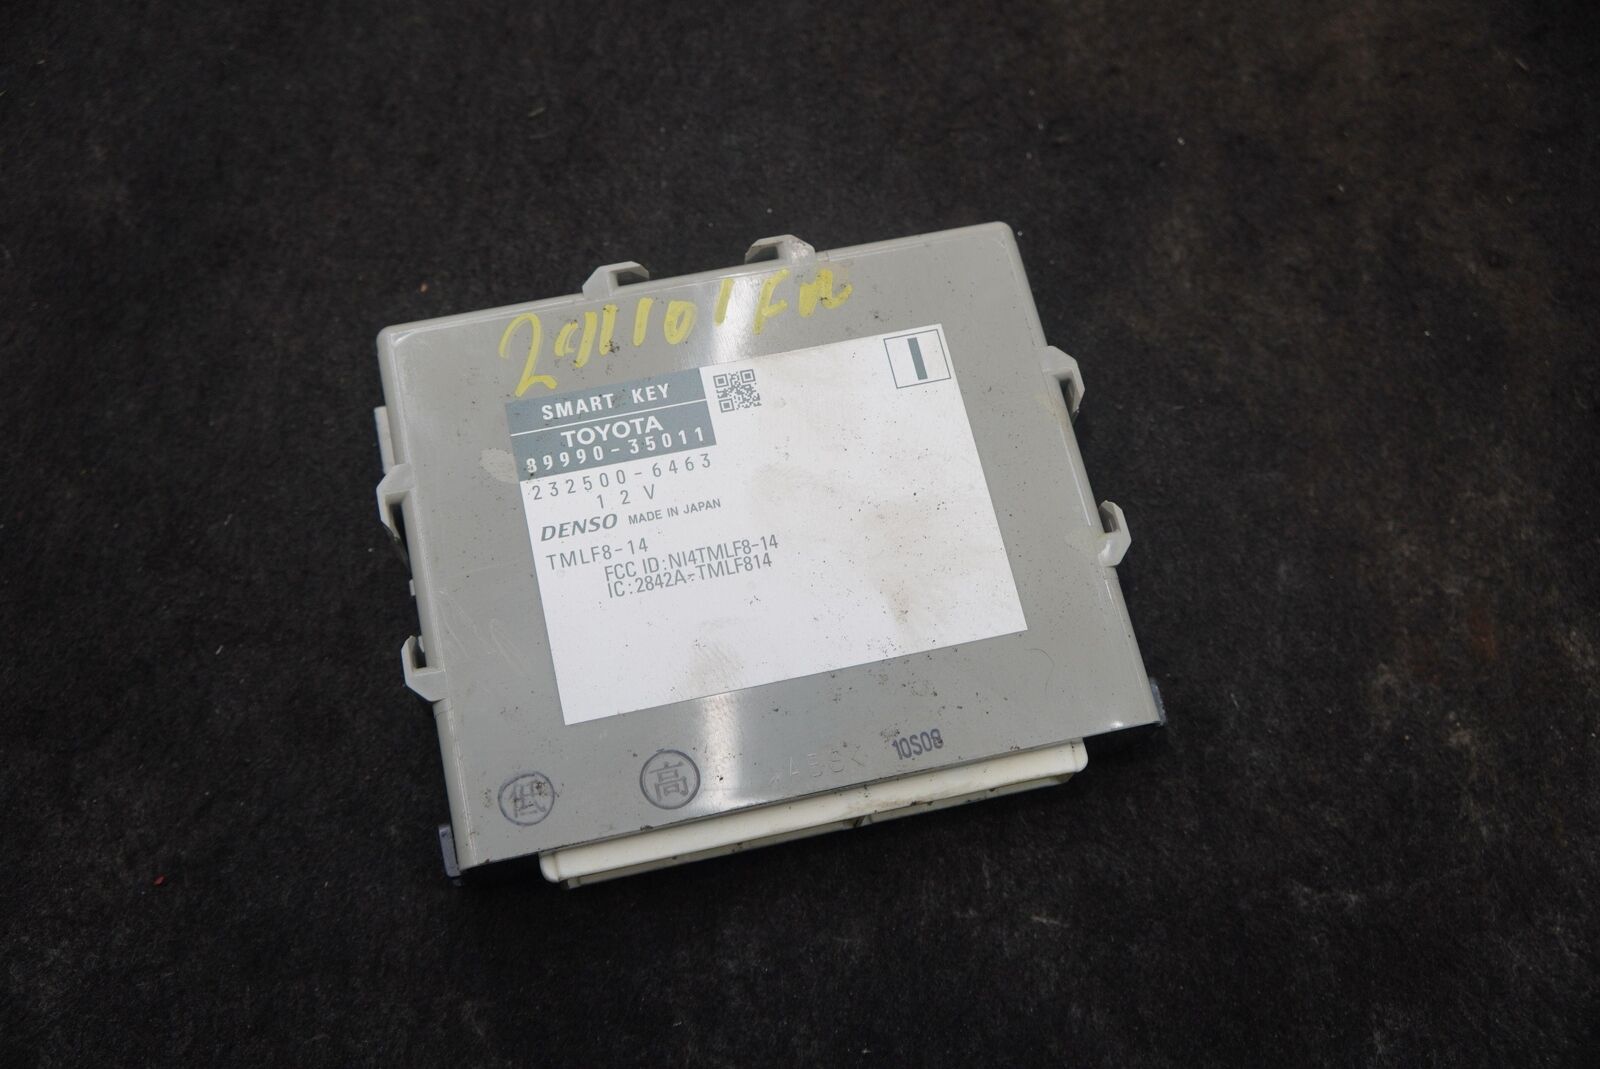 I
SMART KEY
TOYOTA
89990-35011
232500-6463
12V
DENSO MADE IN JAPAN
TMLF8-14
FCC ID:NI4TMLF8-14
IC:2842A-TMLF814
10S08
低 高